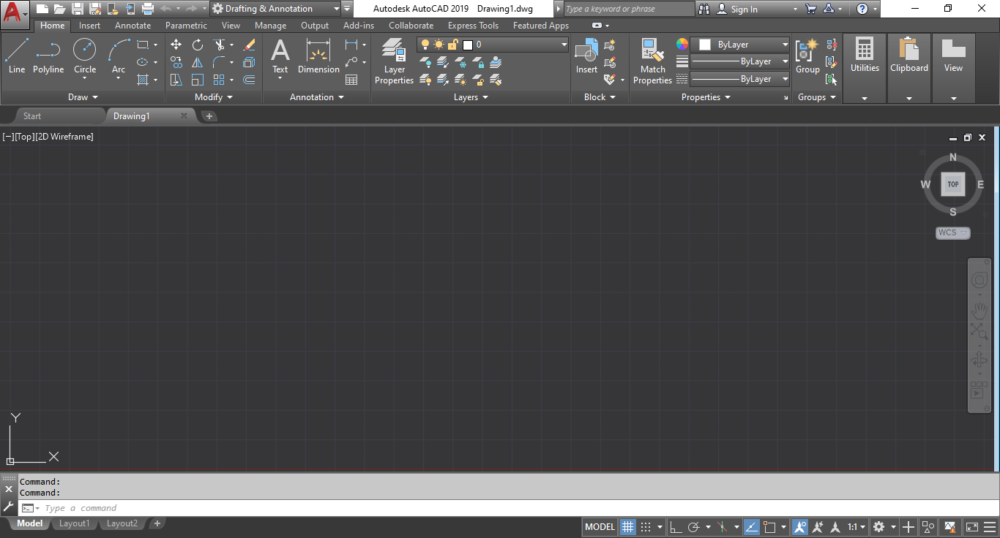 Drafting & Annotation Autodesk AutoCAD 2019 Drawing1.dwg Type a keyword or phrase Sign In
Home Insert Annotate Parametric View Manage Output Add-ins Collaborate Express Tools Featured Apps
0 ByLayer
ByLayer
Line Polyline Circle Arc Text Dimension Layer Properties Insert Match Properties Group Utilities Clipboard View
ByLayer
Draw Modify Annotation Layers Block Properties Groups
Start Drawing1
[−][Top][2D Wireframe]
N
W TOP E
S
WCS
Y
X
Command:
Command:
Type a command
Model Layout1 Layout2
MODEL 1:1